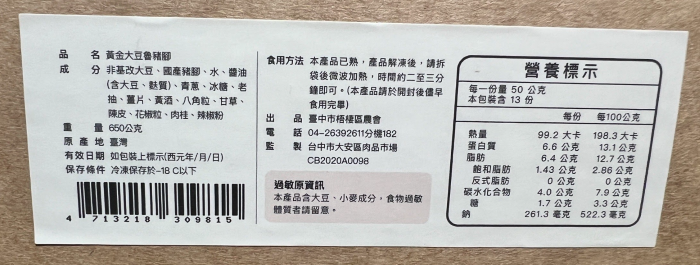 品　　名　黃金大豆魯豬腳
成　　分　非基改大豆、國產豬腳、水、醬油
(含大豆、麩質)、青蔥、冰糖、老
抽、薑片、黃酒、八角粒、甘草、
陳皮、花椒粒、肉桂、辣椒粉
重　　量　650公克
原 產 地　臺灣
有效日期　如包裝上標示(西元年/月/日)
保存條件　冷凍保存於-18 C以下
4 713218 309815
食用方法　本產品已熟，產品解凍後，請拆
袋後微波加熱，時間約二至三分
鐘即可。(本產品請於開封後儘早
食用完畢)
出　　品　臺中市梧棲區農會
電　　話　04-26392611分機182
監　　製　台中市大安區肉品市場
CB2020A0098
過敏原資訊
本產品含大豆、小麥成分，食物過敏
體質者請留意。
營養標示
每一份量 50 公克
本包裝含 13 份
每份　每100公克
熱量　99.2 大卡　198.3 大卡
蛋白質　6.6 公克　13.1 公克
脂肪　6.4 公克　12.7 公克
飽和脂肪　1.43 公克　2.86 公克
反式脂肪　0 公克　0 公克
碳水化合物　4.0 公克　7.9 公克
糖　1.7 公克　3.3 公克
鈉　261.3 毫克　522.3 毫克